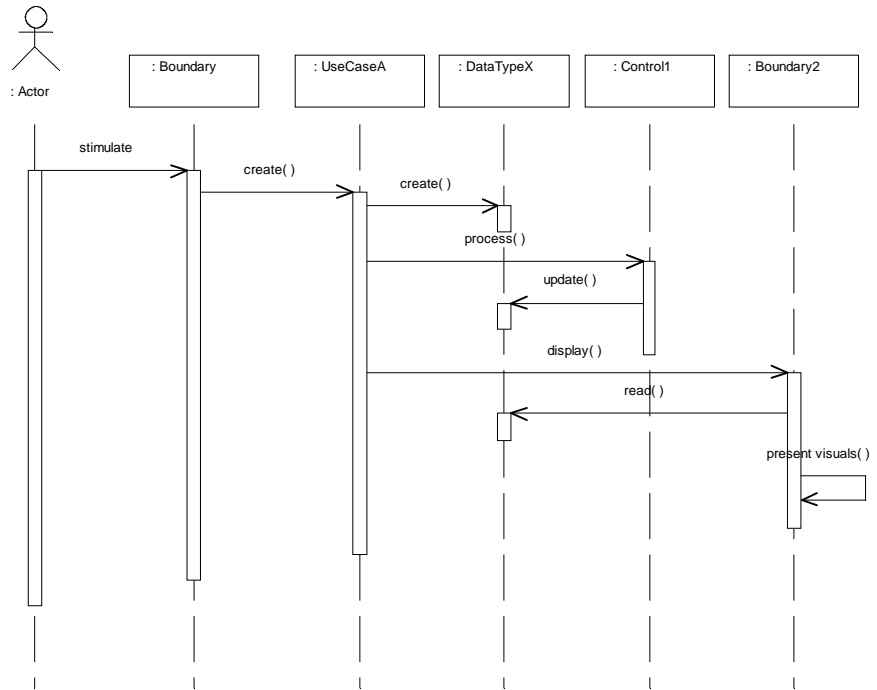 : Boundary
: UseCaseA
: DataTypeX
: Control1
: Boundary2
: Actor
stimulate
create( )
create( )
process( )
update( )
display( )
read( )
present visuals( )